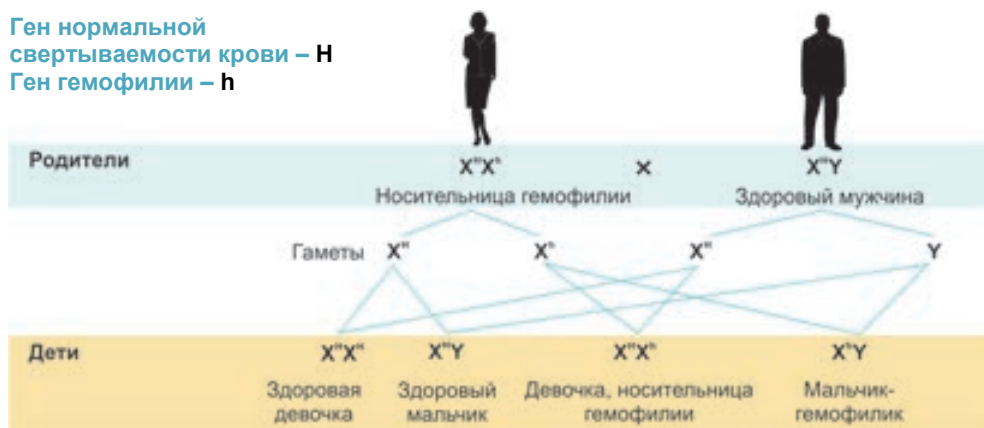 Ген нормальной
свертываемости крови – H
Ген гемофилии – h
Родители
XᴴXʰ × XᴴY
Носительница гемофилии Здоровый мужчина
Гаметы Xᴴ Xʰ Xᴴ Y
Дети XᴴXᴴ XᴴY XᴴXʰ XʰY
Здоровая Здоровый Девочка, носительница Мальчик-
девочка мальчик гемофилии гемофилик